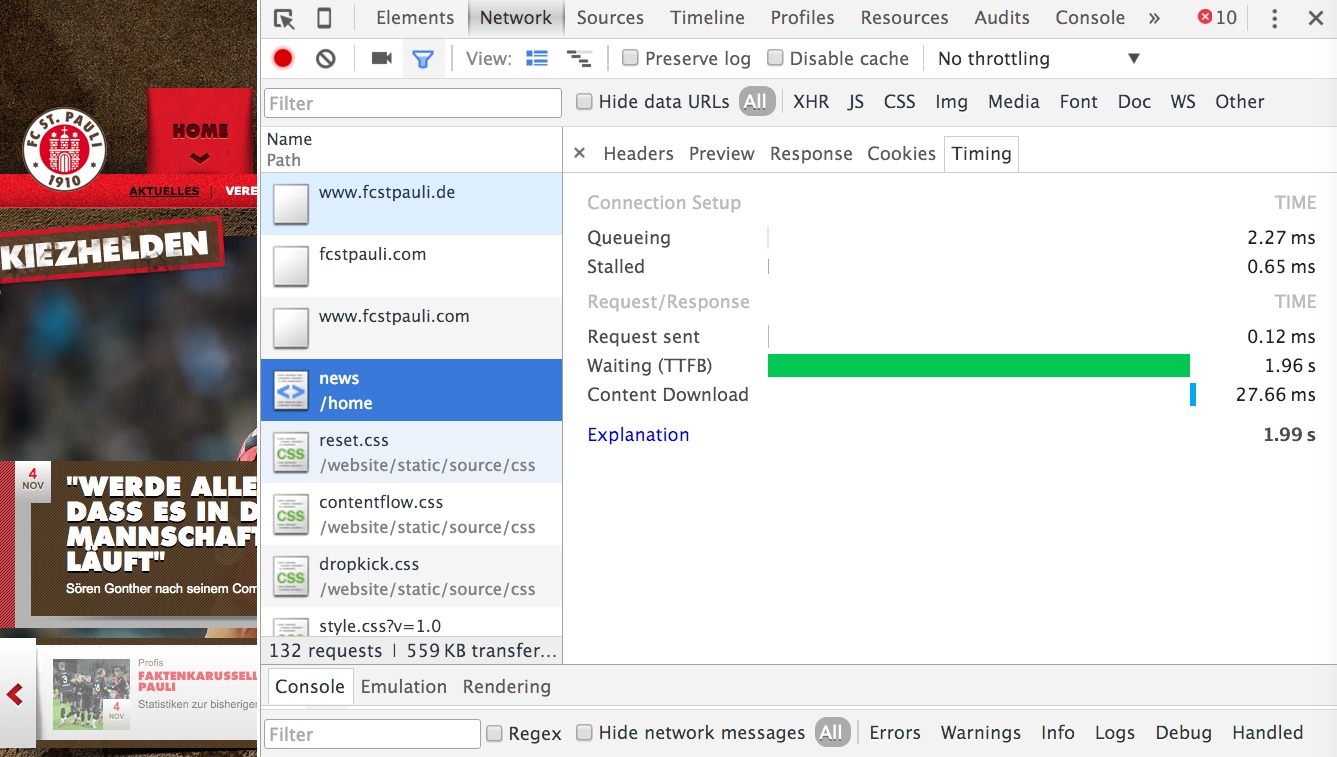 FC ST. PAULI
1910
HOME
AKTUELLES | VERE
KIEZHELDEN
4
NOV
"WERDE ALLE
DASS ES IN D
MANNSCHAFT
LÄUFT"
Sören Gonther nach seinem Com
Profis
FAKTENKARUSSELL
PAULI
Statistiken zur bisheriger
4
NOV
Elements Network Sources Timeline Profiles Resources Audits Console » 10
View: Preserve log Disable cache No throttling
Filter Hide data URLs All XHR JS CSS Img Media Font Doc WS Other
Name
Path
www.fcstpauli.de
fcstpauli.com
www.fcstpauli.com
news
/home
CSS
reset.css
/website/static/source/css
CSS
contentflow.css
/website/static/source/css
CSS
dropkick.css
/website/static/source/css
CSS
style.css?v=1.0
132 requests | 559 KB transfer…
× Headers Preview Response Cookies Timing
Connection Setup TIME
Queueing 2.27 ms
Stalled 0.65 ms
Request/Response TIME
Request sent 0.12 ms
Waiting (TTFB) 1.96 s
Content Download 27.66 ms
Explanation 1.99 s
Console Emulation Rendering
Filter Regex Hide network messages All Errors Warnings Info Logs Debug Handled